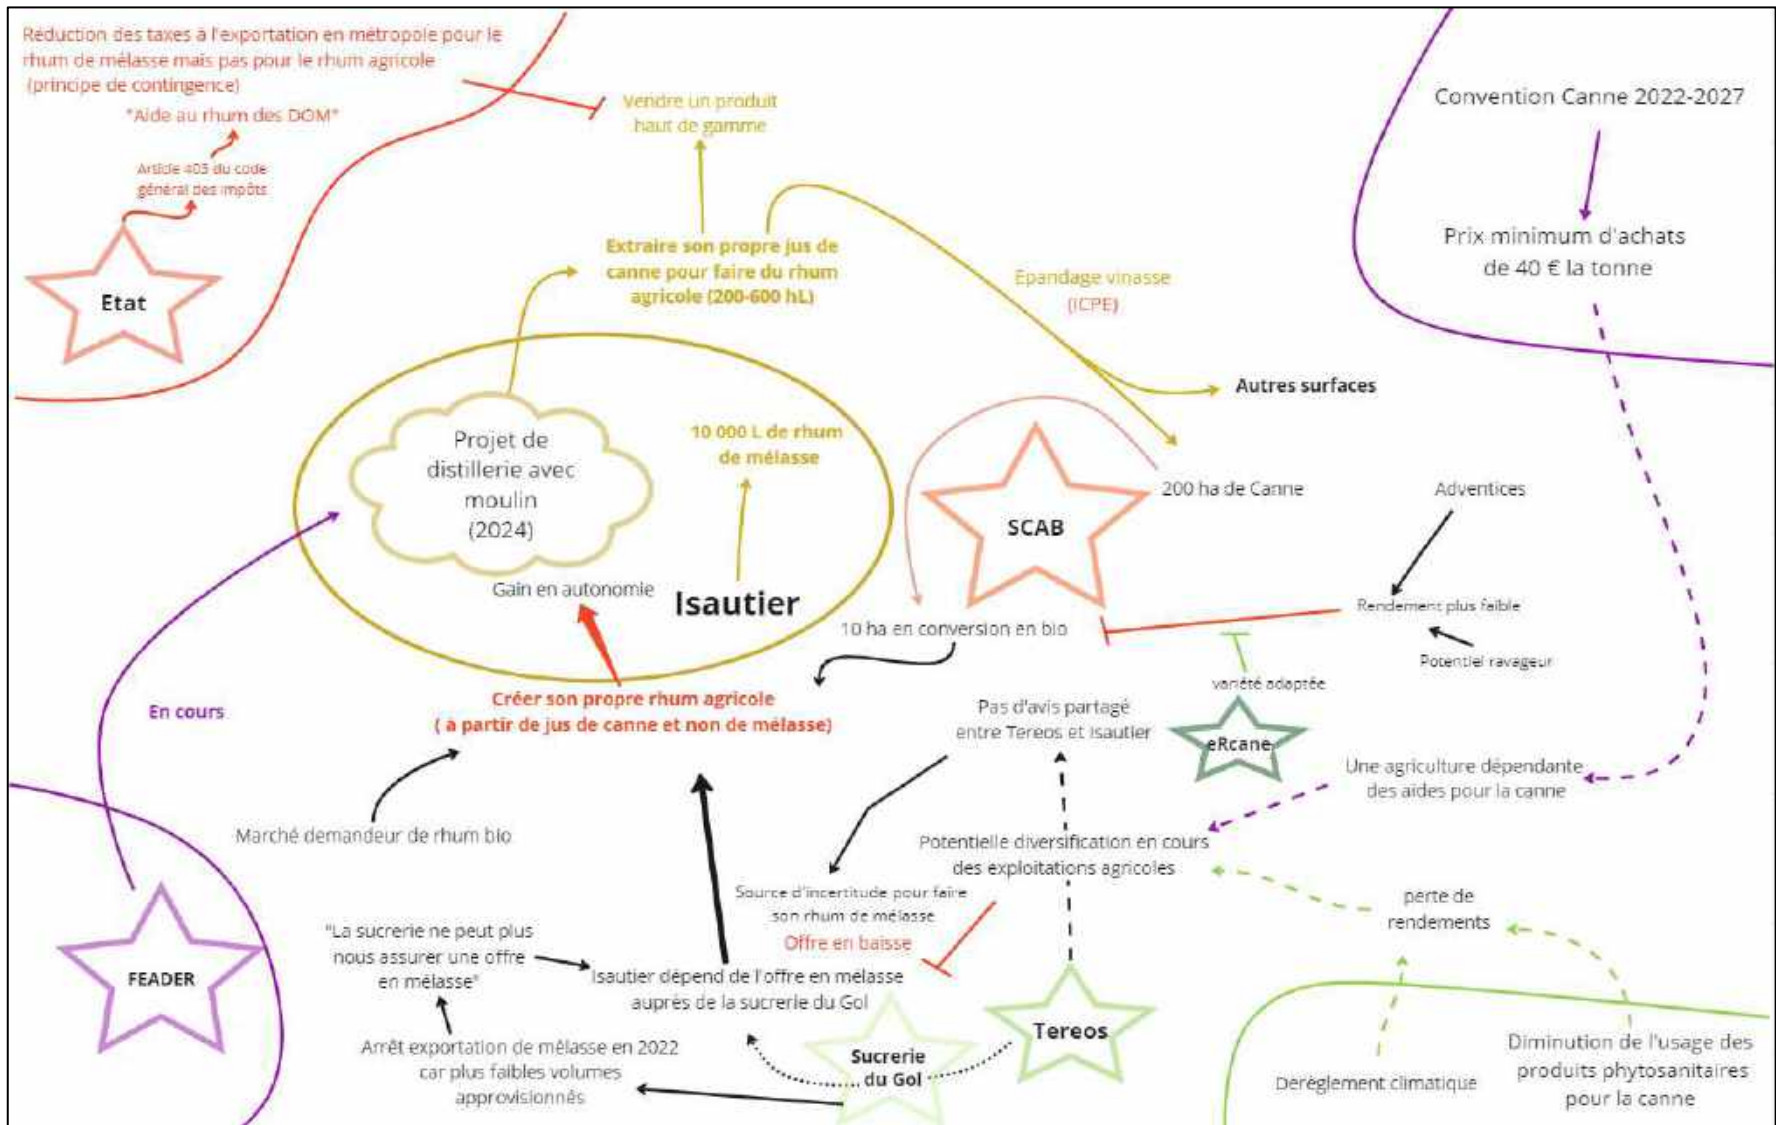 Réduction des taxes à l'exportation en métropole pour le
rhum de mélasse mais pas pour le rhum agricole
(principe de contingence)
"Aide au rhum des DOM"
Article 403 du code
général des impôts
Etat
Vendre un produit
haut de gamme
Extraire son propre jus de
canne pour faire du rhum
agricole (200-600 hL)
Epandage vinasse
(ICPE)
Autres surfaces
Convention Canne 2022-2027
Prix minimum d'achats
de 40 € la tonne
Projet de
distillerie avec
moulin
(2024)
10 000 L de rhum
de mélasse
Gain en autonomie
Isautier
SCAB
200 ha de Canne
10 ha en conversion en bio
Adventices
Rendement plus faible
Potentiel ravageur
variété adaptée
eRcane
En cours
Créer son propre rhum agricole
( à partir de jus de canne et non de mélasse)
Pas d'avis partagé
entre Tereos et Isautier
Une agriculture dépendante
des aides pour la canne
Marché demandeur de rhum bio
Potentielle diversification en cours
des exploitations agricoles
Source d'incertitude pour faire
son rhum de mélasse
Offre en baisse
perte de
rendements
FEADER
"La sucrerie ne peut plus
nous assurer une offre
en mélasse"
Isautier dépend de l'offre en mélasse
auprès de la sucrerie du Gol
Arrêt exportation de mélasse en 2022
car plus faibles volumes
approvisionnés
Sucrerie
du Gol
Tereos
Dérèglement climatique
Diminution de l'usage des
produits phytosanitaires
pour la canne